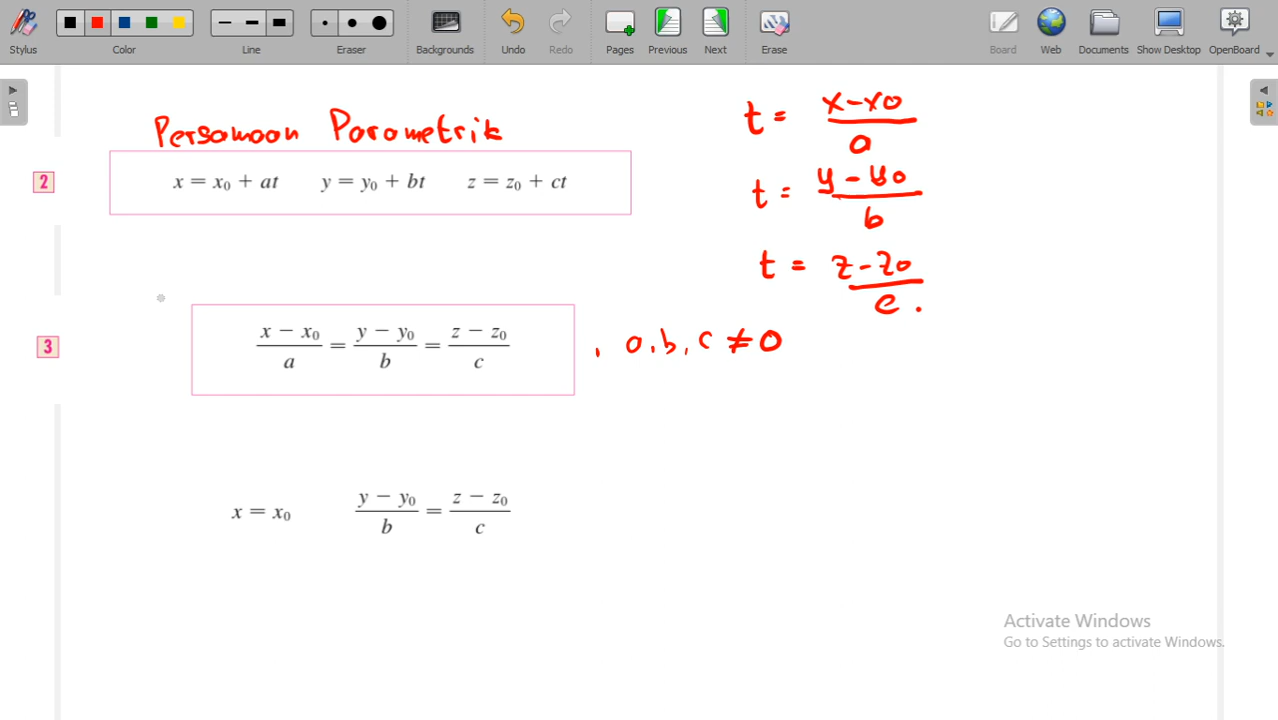 Stylus Color Line Eraser Backgrounds Undo Redo Pages Previous Next Erase Board Web Documents Show Desktop OpenBoard
Persamaan Parametrik
2 x = x₀ + at y = y₀ + bt z = z₀ + ct
t = x-x0 / a
t = y-y0 / b
t = z-z0 / c.
3 (x − x₀)/a = (y − y₀)/b = (z − z₀)/c , a,b,c ≠ 0
x = x₀ (y − y₀)/b = (z − z₀)/c
Activate Windows
Go to Settings to activate Windows.